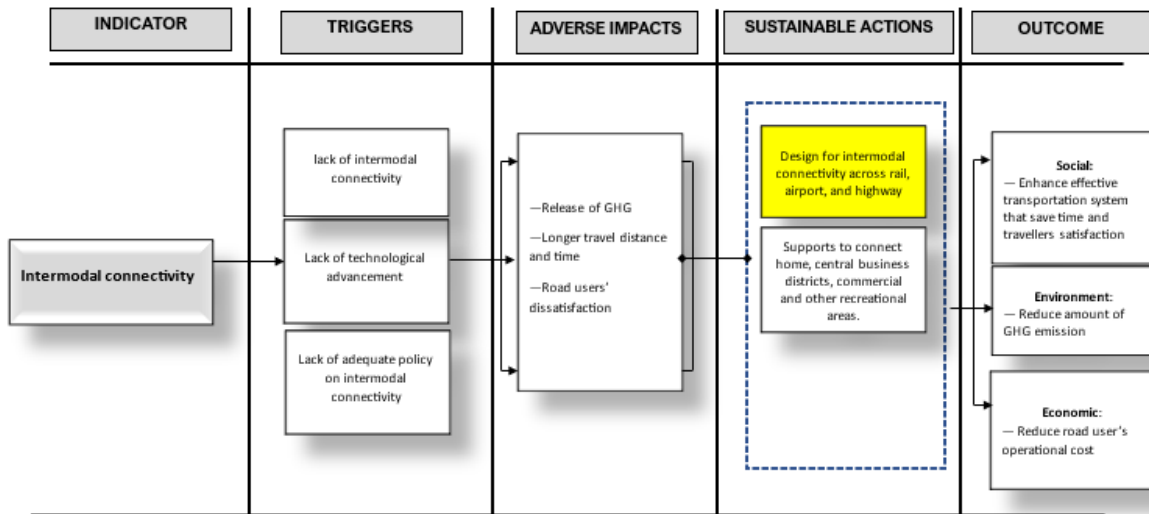 INDICATOR
TRIGGERS
ADVERSE IMPACTS
SUSTAINABLE ACTIONS
OUTCOME
Intermodal connectivity
lack of intermodal
connectivity
Lack of technological
advancement
Lack of adequate policy
on intermodal
connectivity
—Release of GHG
—Longer travel distance
and time
—Road users'
dissatisfaction
Design for intermodal
connectivity across rail,
airport, and highway
Supports to connect
home, central business
districts, commercial
and other recreational
areas.
Social:
— Enhance effective
transportation system
that save time and
travellers satisfaction
Environment:
— Reduce amount of
GHG emission
Economic:
— Reduce road user's
operational cost